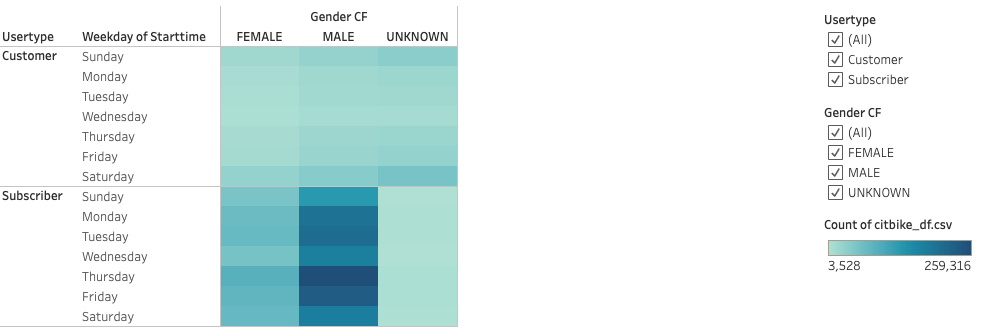 Gender CF
Usertype Weekday of Starttime FEMALE MALE UNKNOWN
Customer Sunday
Monday
Tuesday
Wednesday
Thursday
Friday
Saturday
Subscriber Sunday
Monday
Tuesday
Wednesday
Thursday
Friday
Saturday
Usertype
(All)
Customer
Subscriber
Gender CF
(All)
FEMALE
MALE
UNKNOWN
Count of citbike_df.csv
3,528 259,316